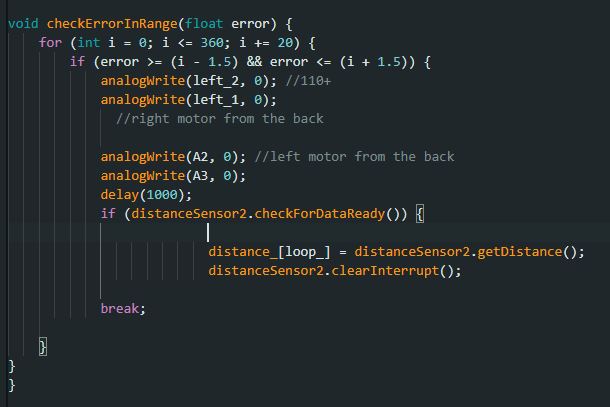 void checkErrorInRange(float error) {
for (int i = 0; i <= 360; i += 20) {
if (error >= (i - 1.5) && error <= (i + 1.5)) {
analogWrite(left_2, 0); //110+
analogWrite(left_1, 0);
//right motor from the back
analogWrite(A2, 0); //left motor from the back
analogWrite(A3, 0);
delay(1000);
if (distanceSensor2.checkForDataReady()) {
distance_[loop_] = distanceSensor2.getDistance();
distanceSensor2.clearInterrupt();
break;
}
}
}